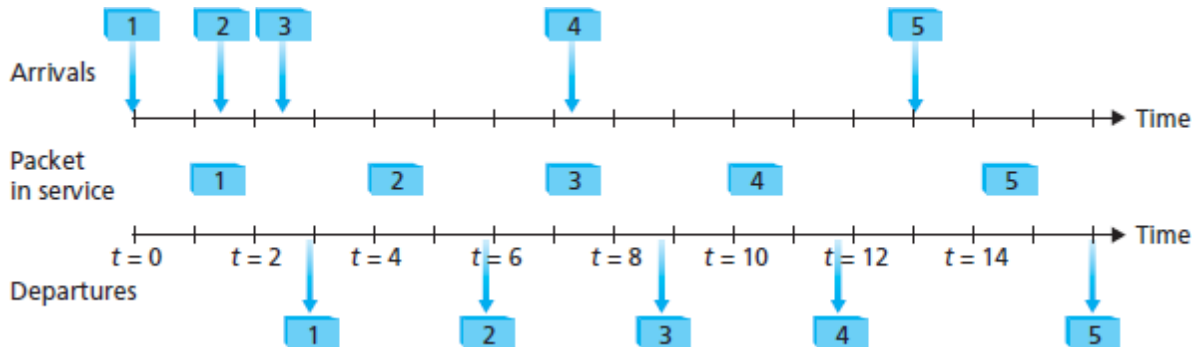 1 2 3 4 5
Arrivals
Time
Packet
in service
1 2 3 4 5
Time
t = 0 t = 2 t = 4 t = 6 t = 8 t = 10 t = 12 t = 14
Departures
1 2 3 4 5